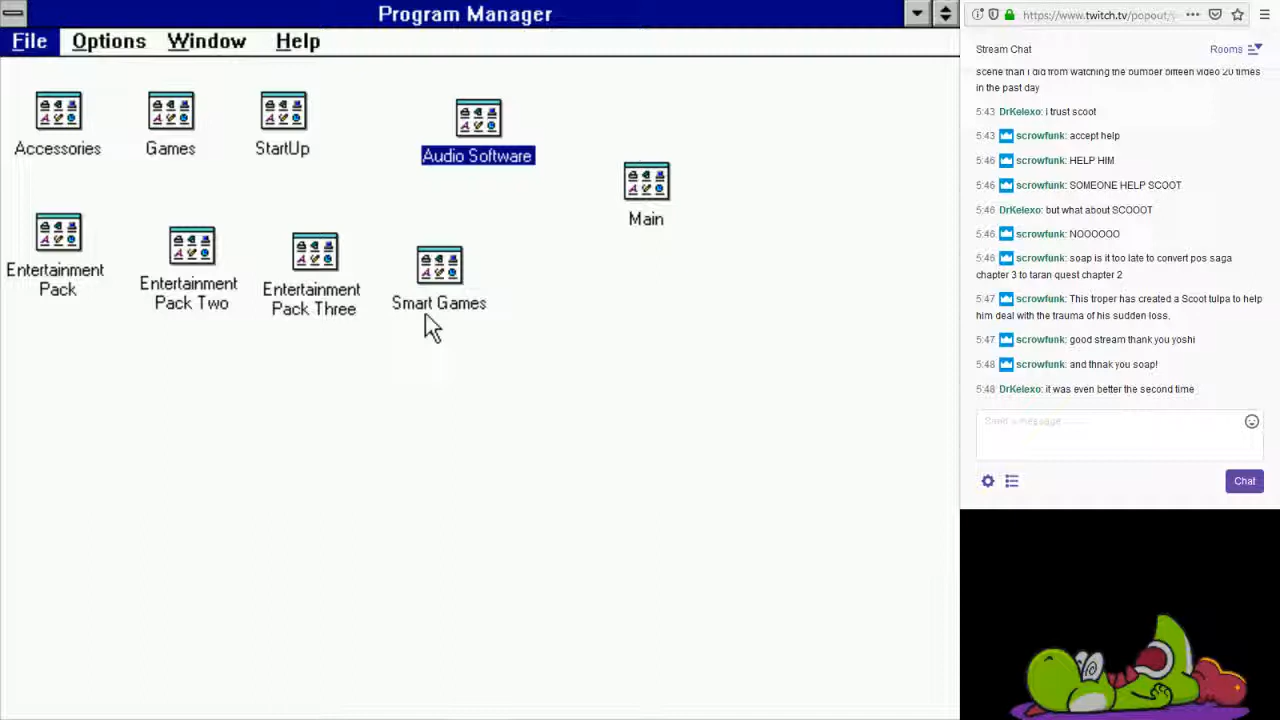 Program Manager
File Options Window Help
Accessories
Games
StartUp
Audio Software
Main
Entertainment
Pack
Entertainment
Pack Two
Entertainment
Pack Three
Smart Games
https://www.twitch.tv/popout/
Stream Chat
Rooms
scene than I did from watching the bumber bifteen video 20 times
in the past day
5:43 DrKelexo: I trust scoot
5:43 scrowfunk: accept help
5:46 scrowfunk: HELP HIM
5:46 scrowfunk: SOMEONE HELP SCOOT
5:46 DrKelexo: but what about SCOOOT
5:46 scrowfunk: NOOOOOO
5:46 scrowfunk: soap is it too late to convert pos saga
chapter 3 to taran quest chapter 2
5:47 scrowfunk: This troper has created a Scoot tulpa to help
him deal with the trauma of his sudden loss.
5:47 scrowfunk: good stream thank you yoshi
5:48 scrowfunk: and thnak you soap!
5:48 DrKelexo: it was even better the second time
Send a message
Chat